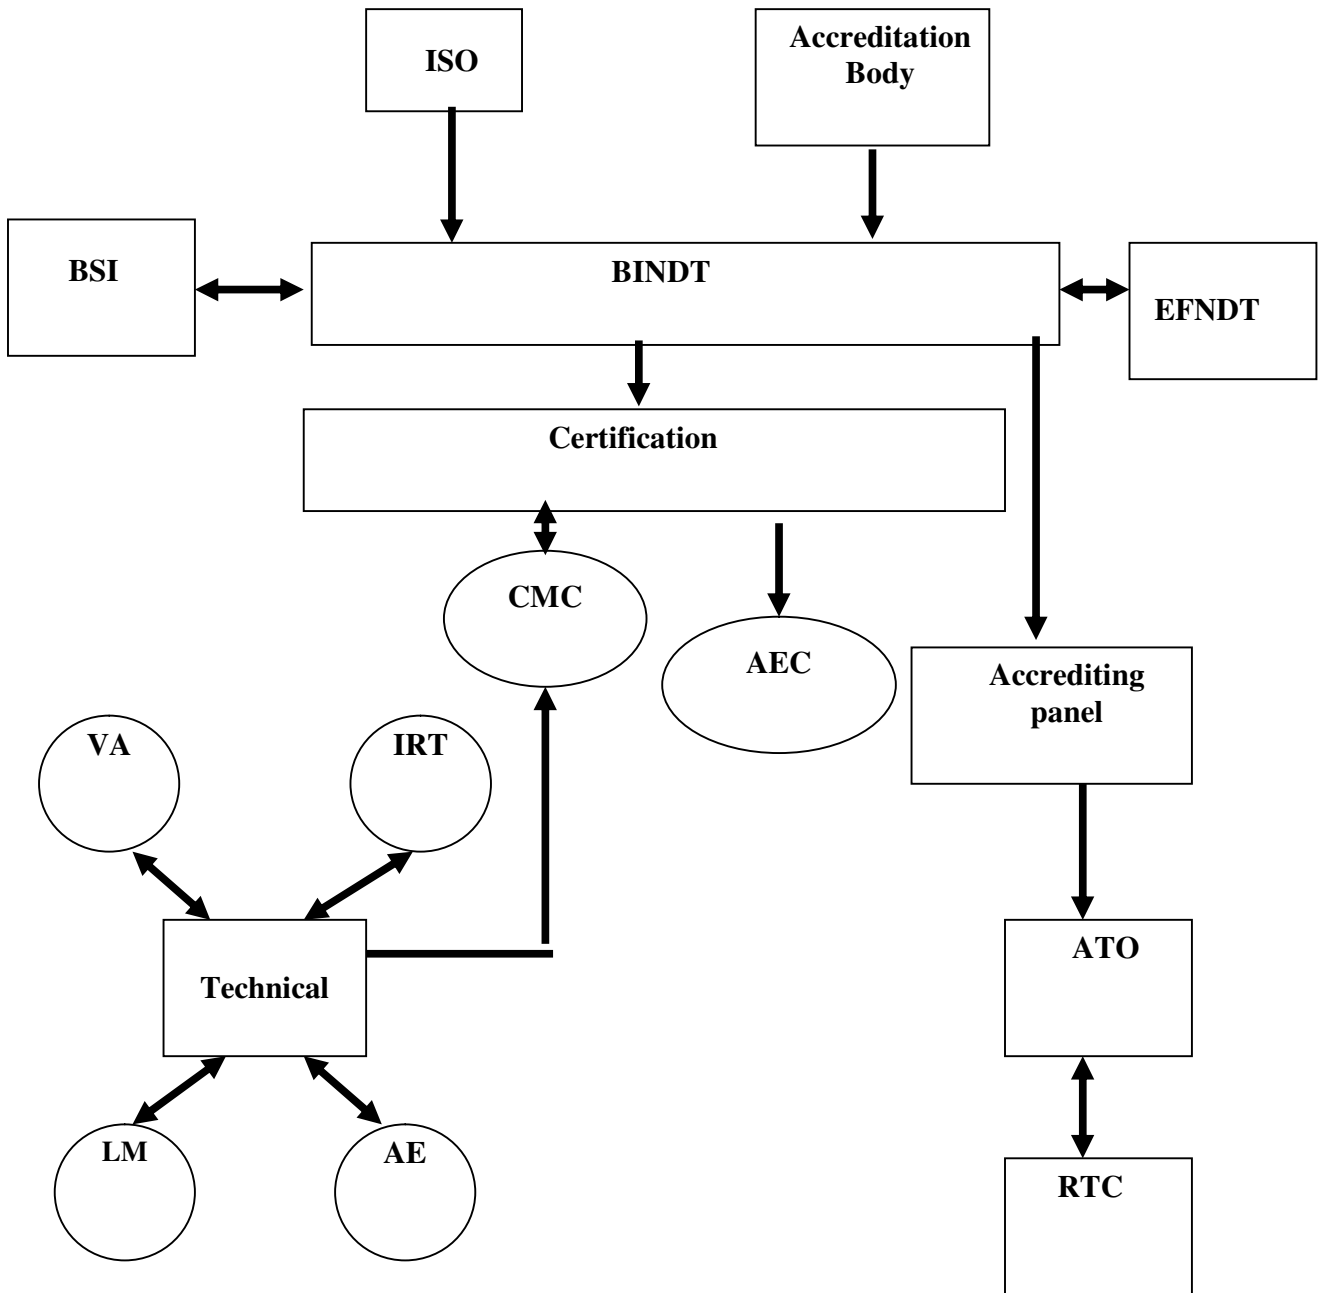 ISO
Accreditation
Body
BSI
BINDT
EFNDT
Certification
CMC
AEC
Accrediting
panel
VA
IRT
ATO
Technical
LM
AE
RTC